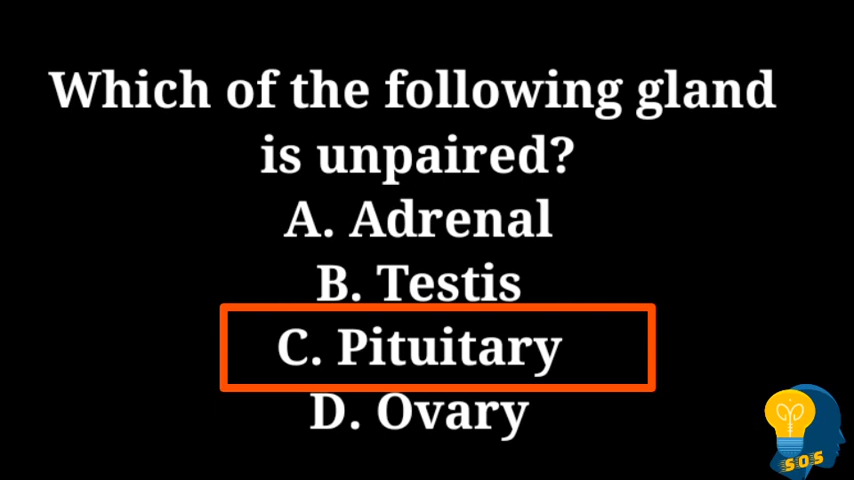 Which of the following gland
is unpaired?
A. Adrenal
B. Testis
C. Pituitary
D. Ovary
SOS